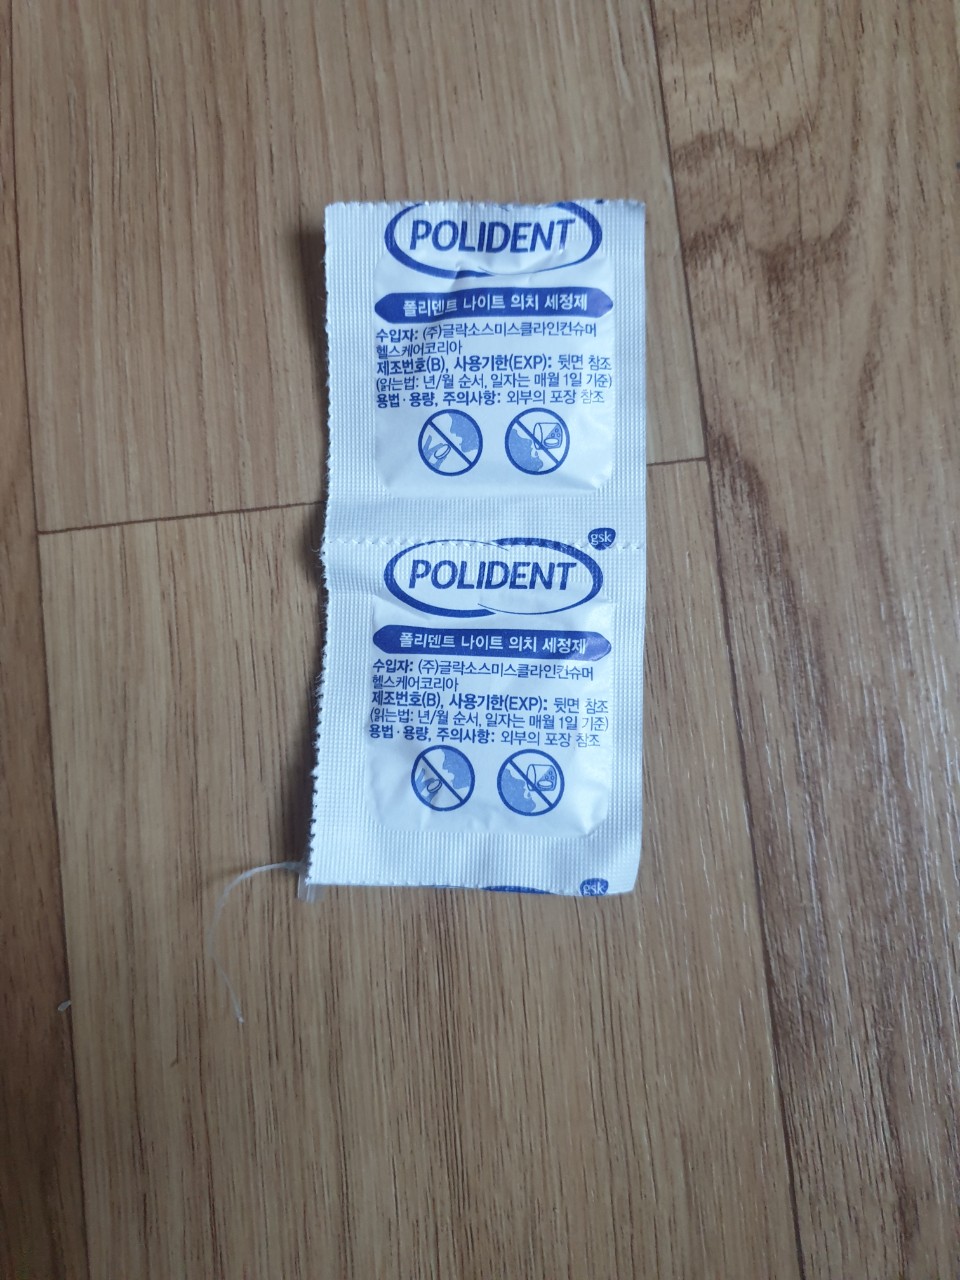 POLIDENT
폴리덴트 나이트 의치 세정제
수입자: (주)글락소스미스클라인컨슈머
헬스케어코리아
제조번호(B), 사용기한(EXP): 뒷면 참조
(읽는법: 년/월 순서, 일자는 매월 1일 기준)
용법·용량, 주의사항: 외부의 포장 참조
gsk
POLIDENT
폴리덴트 나이트 의치 세정제
수입자: (주)글락소스미스클라인컨슈머
헬스케어코리아
제조번호(B), 사용기한(EXP): 뒷면 참조
(읽는법: 년/월 순서, 일자는 매월 1일 기준)
용법·용량, 주의사항: 외부의 포장 참조
gsk